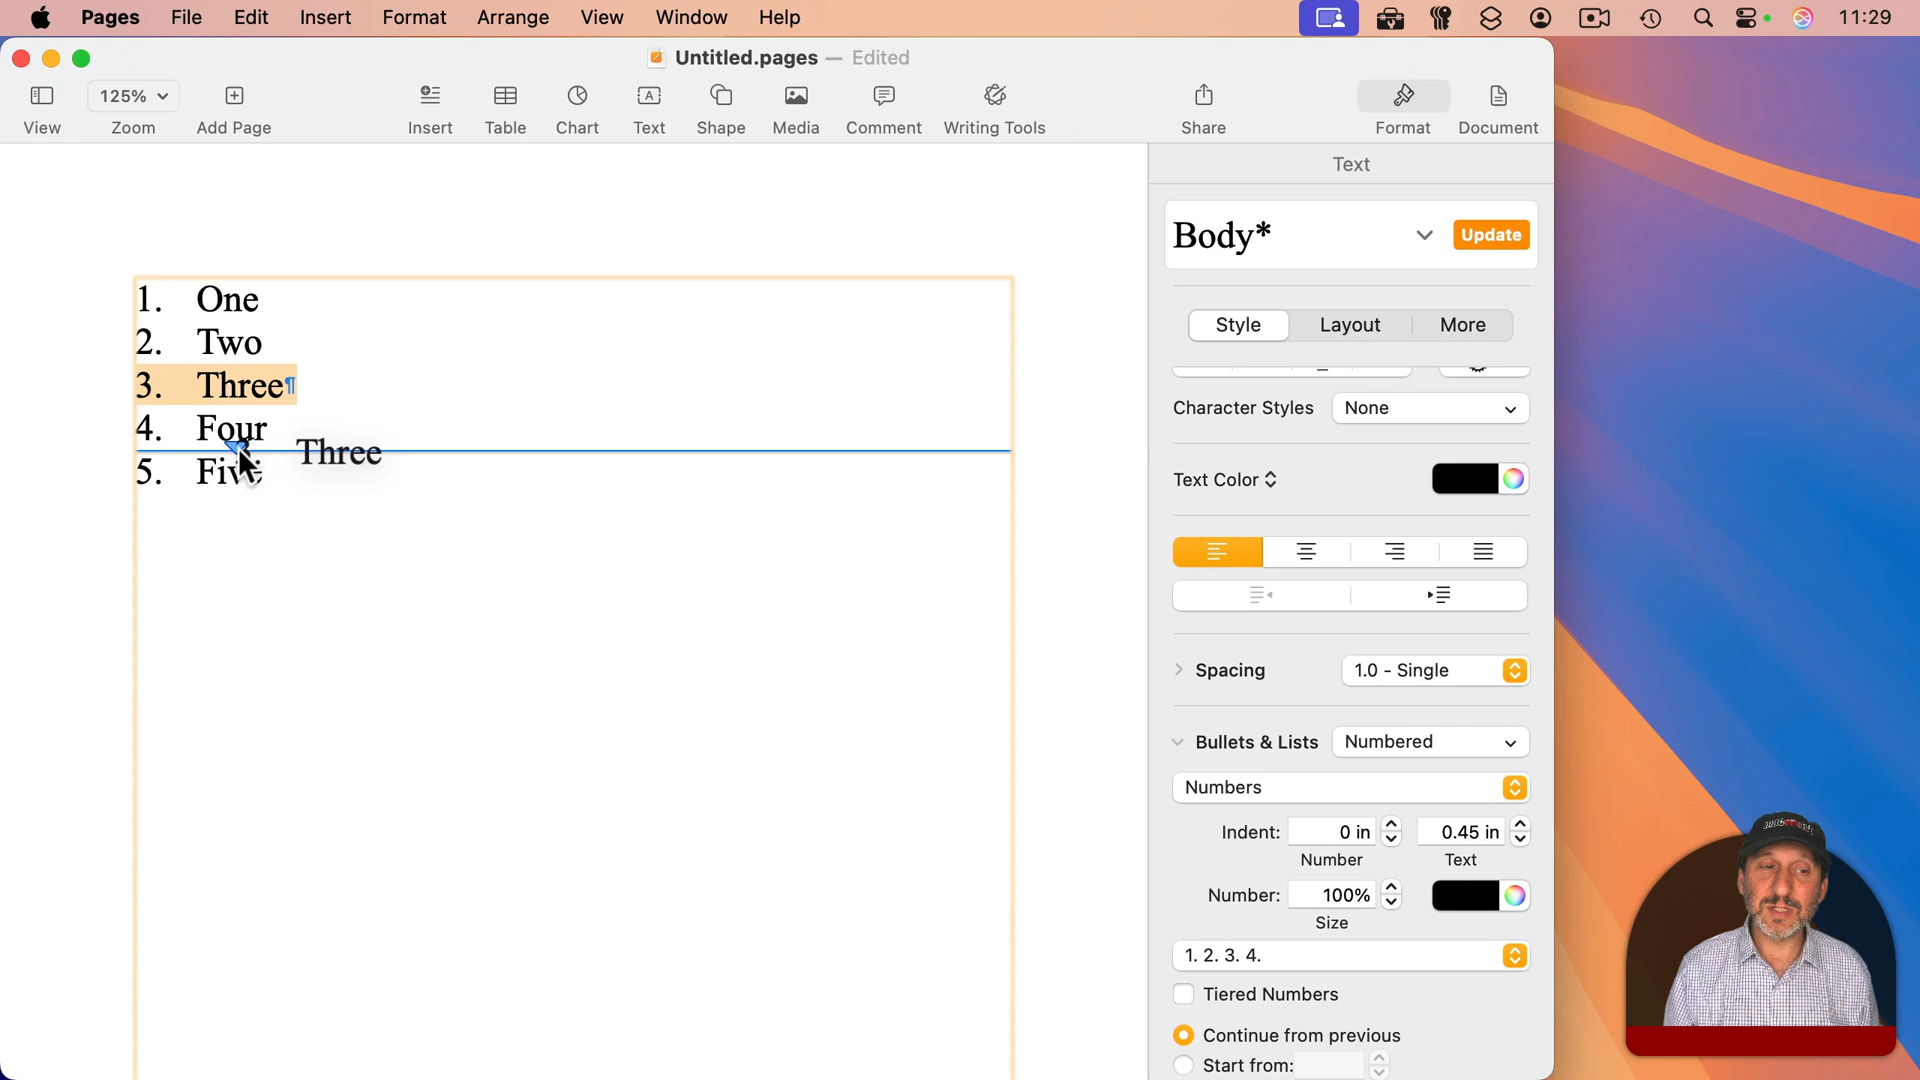 Pages File Edit Insert Format Arrange View Window Help 11:29
Untitled.pages — Edited
125%
View Zoom Add Page Insert Table Chart Text Shape Media Comment Writing Tools Share Format Document
Text
Body* Update
Style Layout More
1. One
2. Two
3. Three¶
4. Four
Three
5. Five
Character Styles None
Text Color
Spacing 1.0 - Single
Bullets & Lists Numbered
Numbers
Indent: 0 in 0.45 in
Number Text
Number: 100%
Size
1. 2. 3. 4.
Tiered Numbers
Continue from previous
Start from: